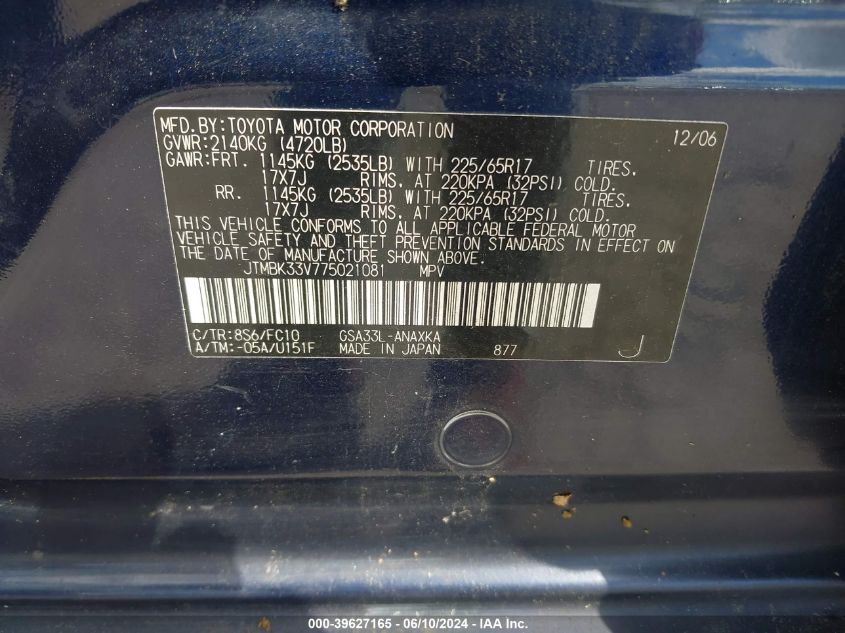 MFD.BY:TOYOTA MOTOR CORPORATION 12/06
GVWR:2140KG (4720LB)
GAWR:FRT. 1145KG (2535LB) WITH 225/65R17 TIRES,
17X7J RIMS, AT 220KPA (32PSI) COLD.
RR. 1145KG (2535LB) WITH 225/65R17 TIRES,
17X7J RIMS, AT 220KPA (32PSI) COLD.
THIS VEHICLE CONFORMS TO ALL APPLICABLE FEDERAL MOTOR
VEHICLE SAFETY AND THEFT PREVENTION STANDARDS IN EFFECT ON
THE DATE OF MANUFACTURE SHOWN ABOVE.
JTMBK33V775021081 MPV
C/TR:8S6/FC10 GSA33L-ANAXKA
A/TM:-05A/U151F MADE IN JAPAN 877 J
000-39627165 - 06/10/2024 - IAA Inc.